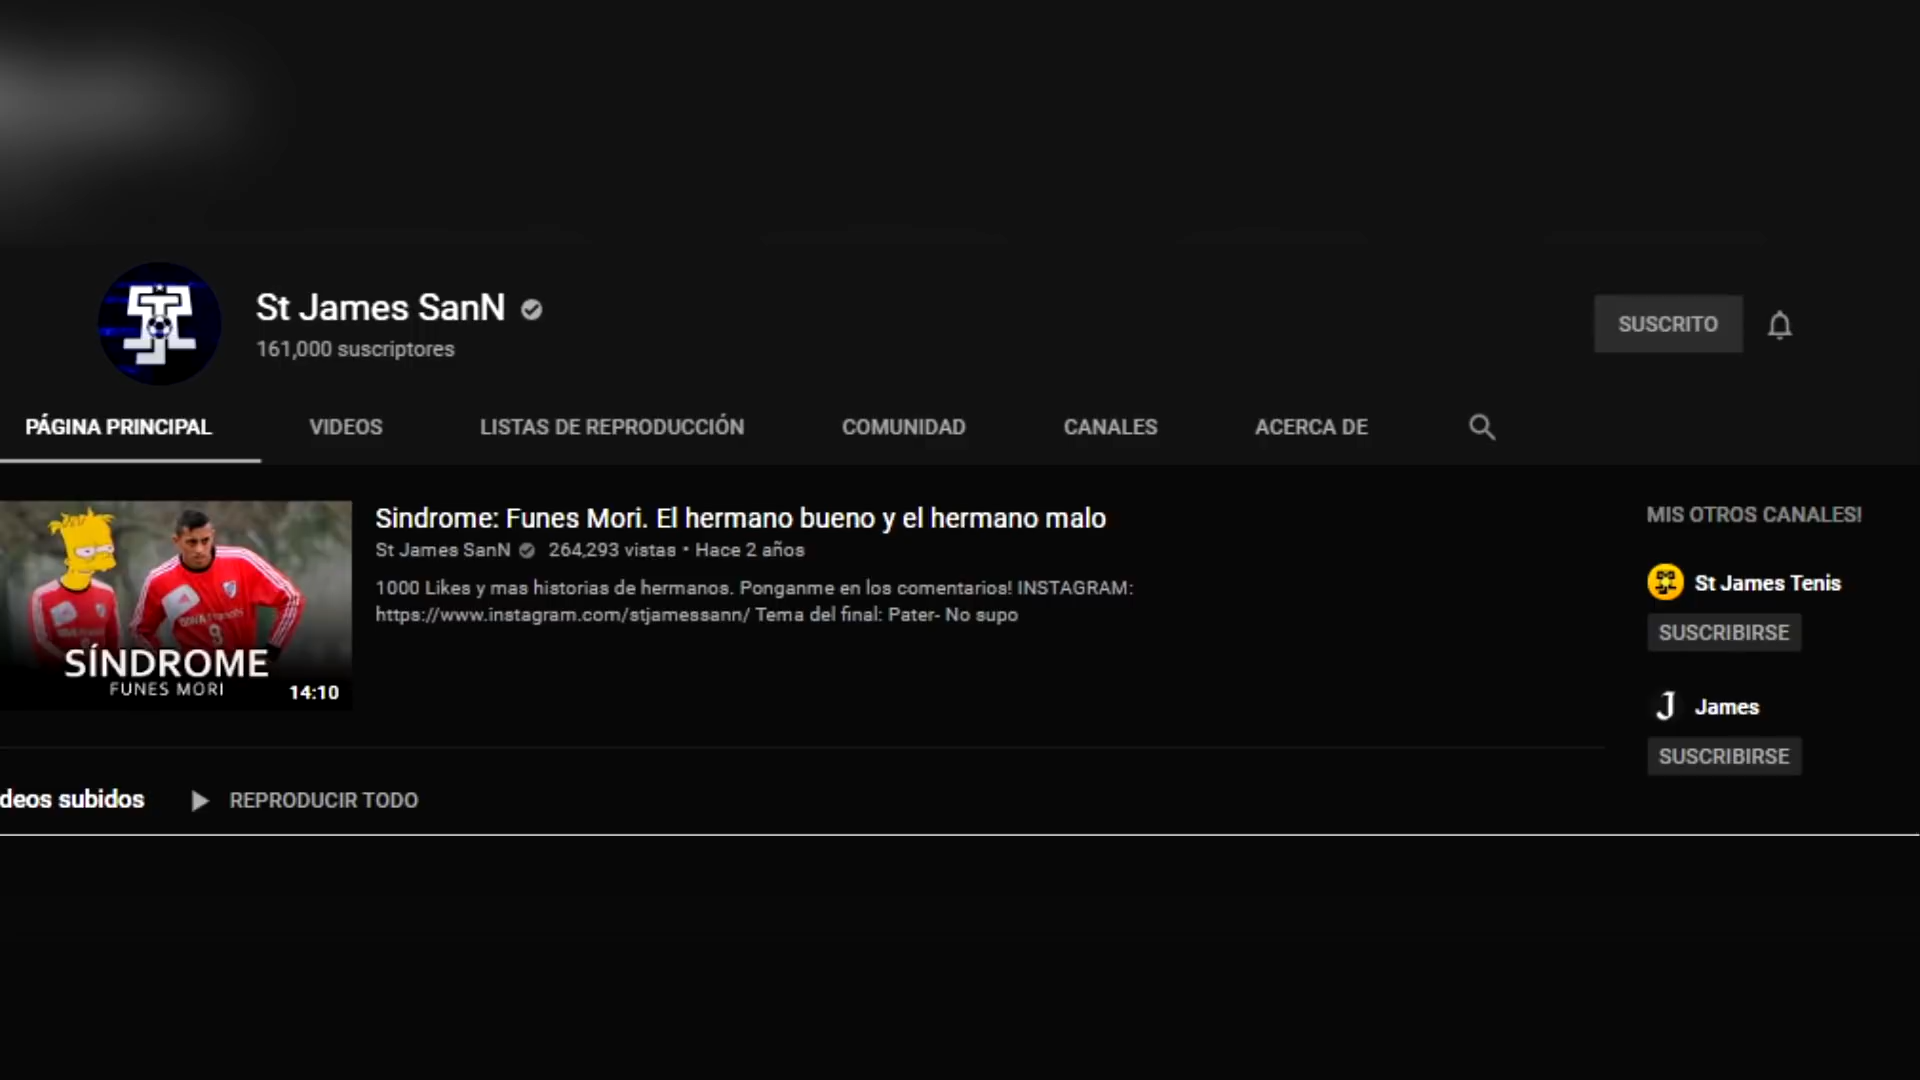 St James SanN
161,000 suscriptores
SUSCRITO
PÁGINA PRINCIPAL
VIDEOS
LISTAS DE REPRODUCCIÓN
COMUNIDAD
CANALES
ACERCA DE
SÍNDROME
FUNES MORI
14:10
9
Sindrome: Funes Mori. El hermano bueno y el hermano malo
St James SanN 264,293 vistas • Hace 2 años
1000 Likes y mas historias de hermanos. Ponganme en los comentarios! INSTAGRAM:
https://www.instagram.com/stjamessann/ Tema del final: Pater- No supo
MIS OTROS CANALES!
St James Tenis
SUSCRIBIRSE
J James
SUSCRIBIRSE
deos subidos
REPRODUCIR TODO